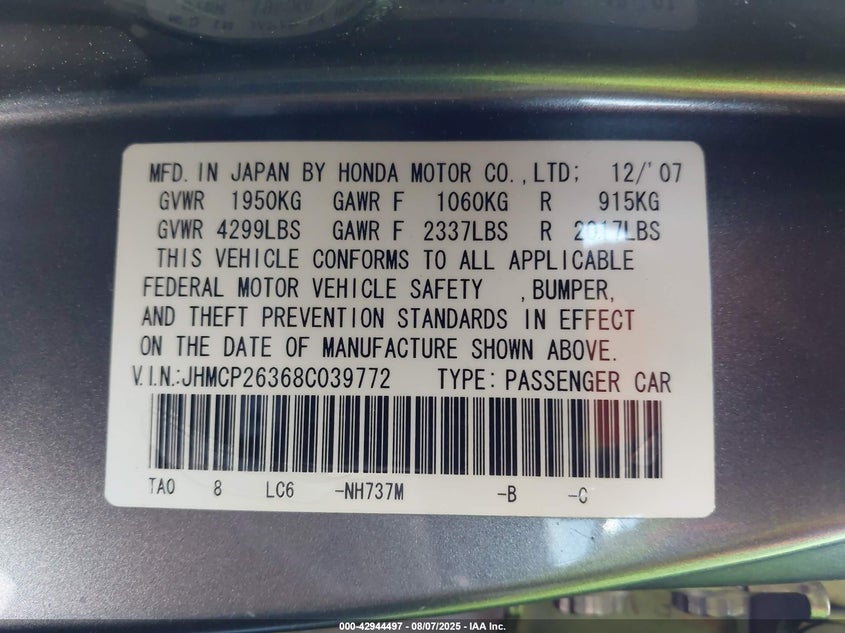 MFD. IN JAPAN BY HONDA MOTOR CO.,LTD; 12/'07
GVWR 1950KG GAWR F 1060KG R 915KG
GVWR 4299LBS GAWR F 2337LBS R 2017LBS
THIS VEHICLE CONFORMS TO ALL APPLICABLE
FEDERAL MOTOR VEHICLE SAFETY ,BUMPER,
AND THEFT PREVENTION STANDARDS IN EFFECT
ON THE DATE OF MANUFACTURE SHOWN ABOVE.
V.I.N.:JHMCP26368C039772 TYPE: PASSENGER CAR
TA0 8 LC6 -NH737M -B -C
000-42944497 - 08/07/2025 - IAA Inc.